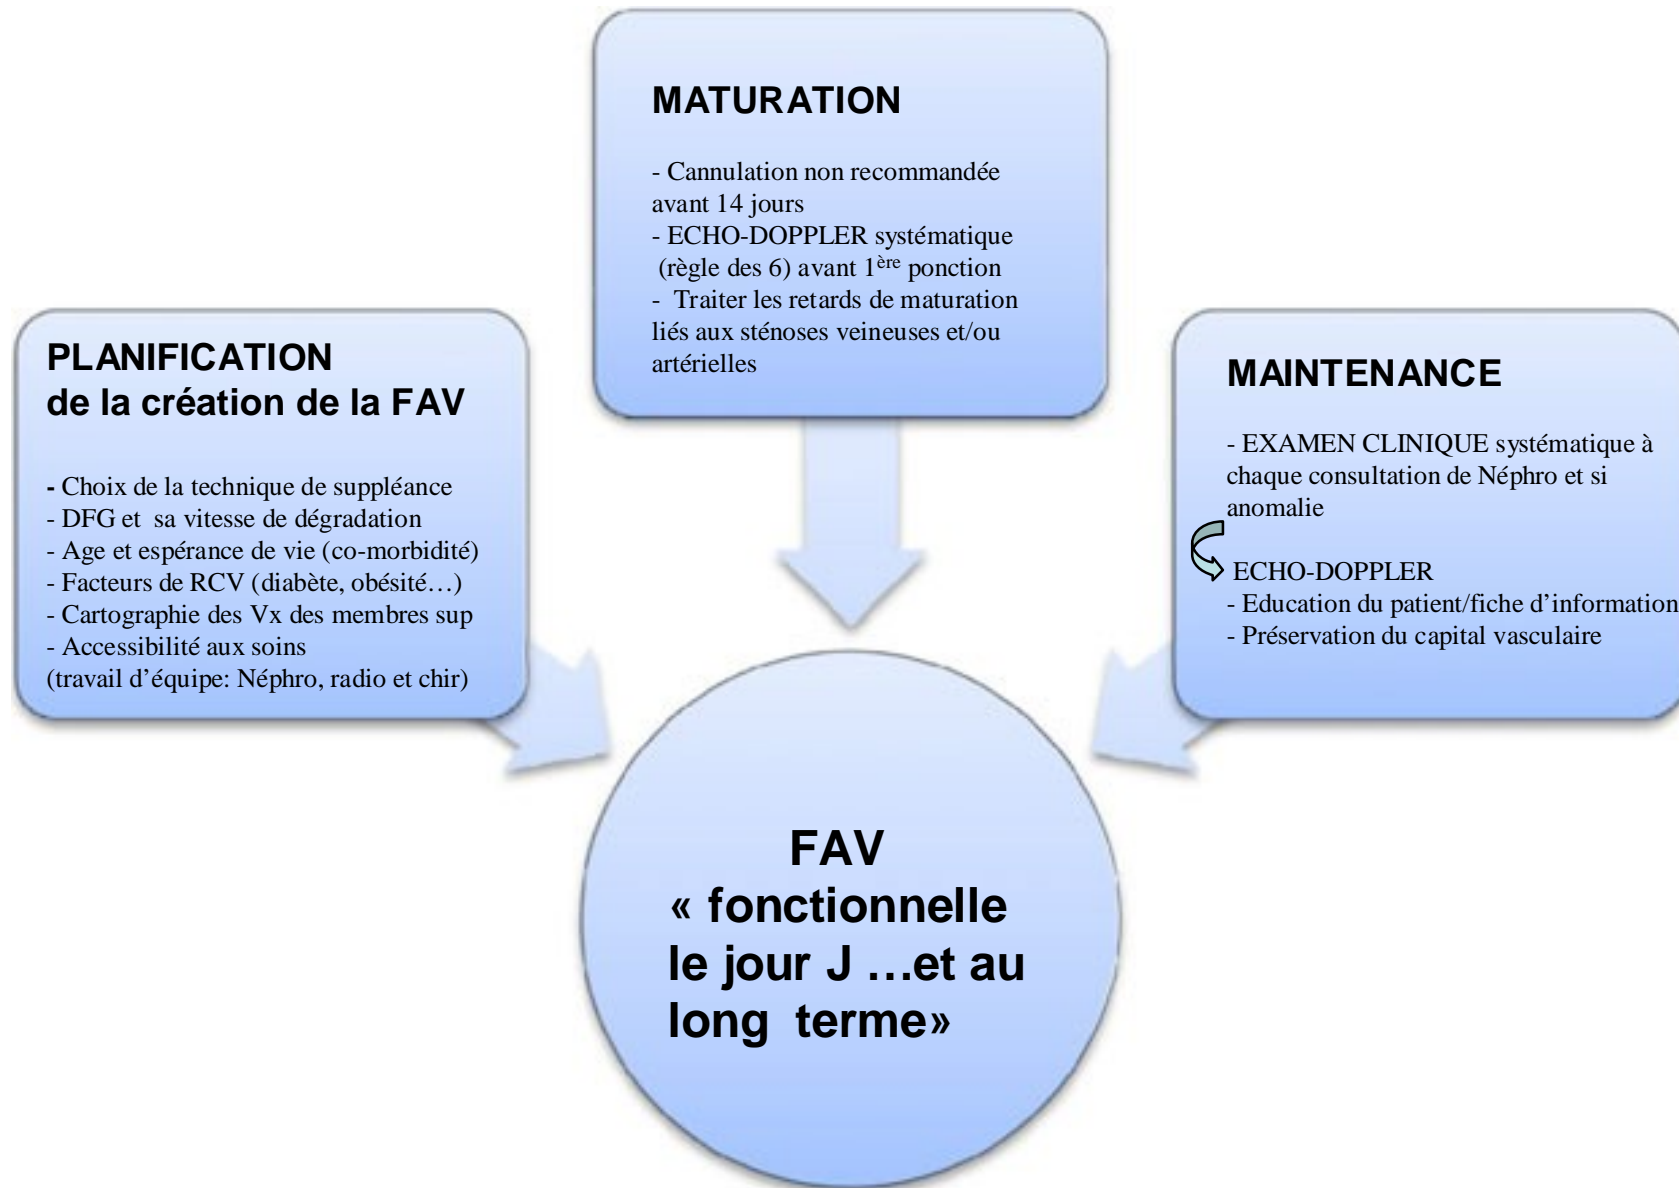 PLANIFICATION
de la création de la FAV
- Choix de la technique de suppléance
- DFG et sa vitesse de dégradation
- Age et espérance de vie (co-morbidité)
- Facteurs de RCV (diabète, obésité…)
- Cartographie des Vx des membres sup
- Accessibilité aux soins
(travail d’équipe: Néphro, radio et chir)
MATURATION
- Cannulation non recommandée
avant 14 jours
- ECHO-DOPPLER systématique
(règle des 6) avant 1ère ponction
- Traiter les retards de maturation
liés aux sténoses veineuses et/ou
artérielles
MAINTENANCE
- EXAMEN CLINIQUE systématique à
chaque consultation de Néphro et si
anomalie
ECHO-DOPPLER
- Education du patient/fiche d’information
- Préservation du capital vasculaire
FAV
« fonctionnelle
le jour J …et au
long terme»